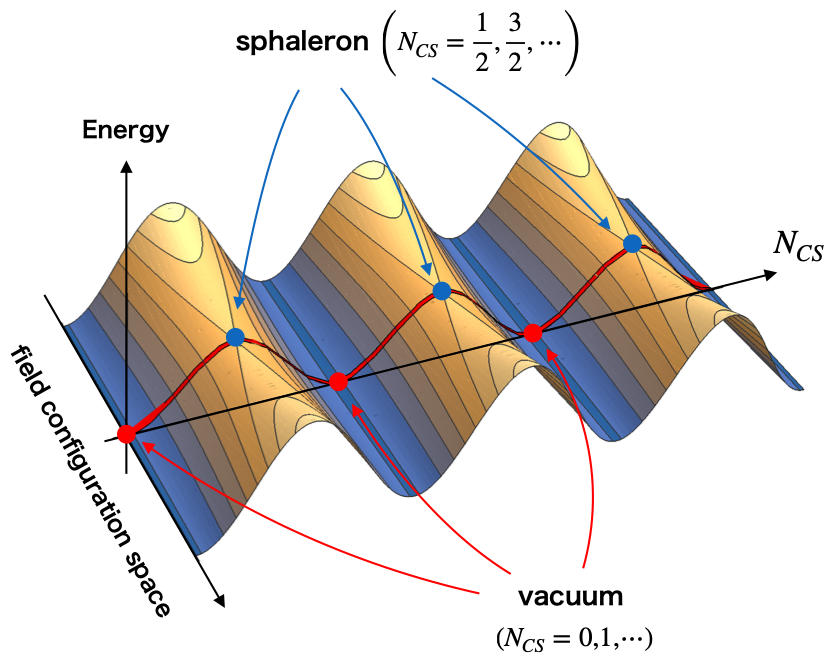 sphaleron (N_CS = 1/2, 3/2, ⋯)
Energy
N_CS
field configuration space
vacuum
(N_CS = 0,1,⋯)